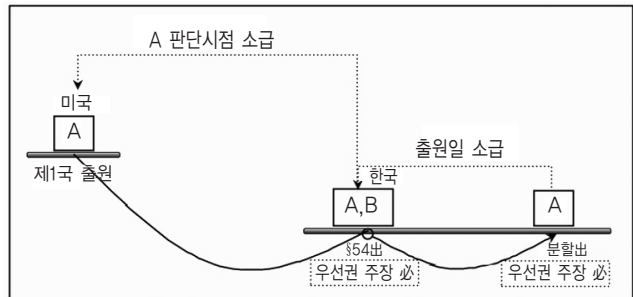 A 판단시점 소급
미국
A
제1국 출원
출원일 소급
한국
A,B
A
§54出
분할出
우선권 주장 必
우선권 주장 必